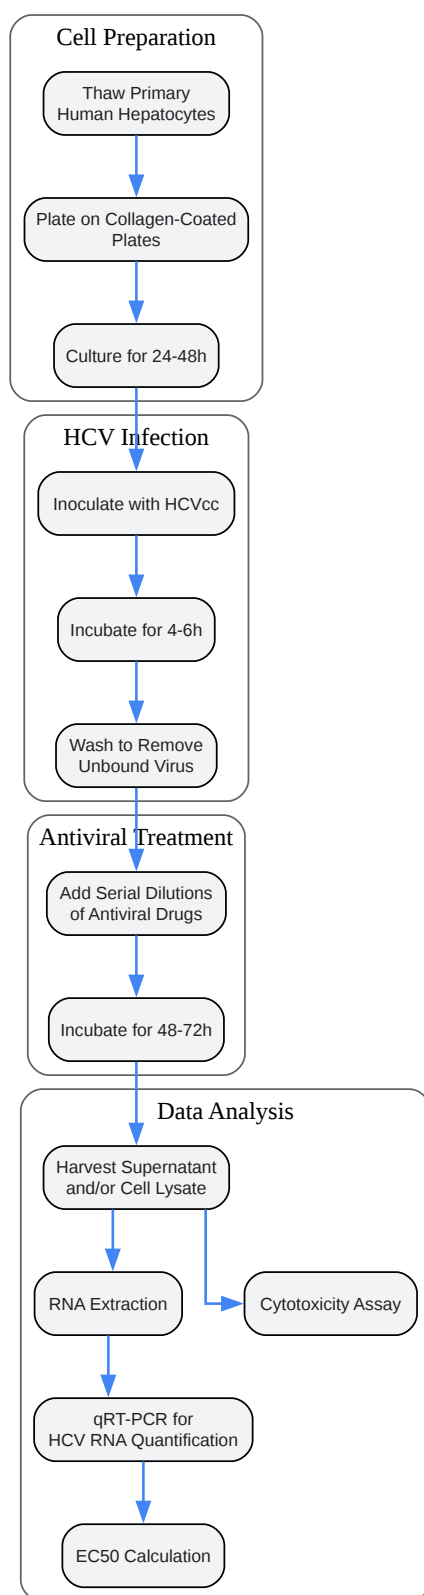 Cell Preparation
Thaw Primary
Human Hepatocytes
Plate on Collagen-Coated
Plates
Culture for 24-48h
HCV Infection
Inoculate with HCVcc
Incubate for 4-6h
Wash to Remove
Unbound Virus
Antiviral Treatment
Add Serial Dilutions
of Antiviral Drugs
Incubate for 48-72h
Data Analysis
Harvest Supernatant
and/or Cell Lysate
RNA Extraction
Cytotoxicity Assay
qRT-PCR for
HCV RNA Quantification
EC50 Calculation